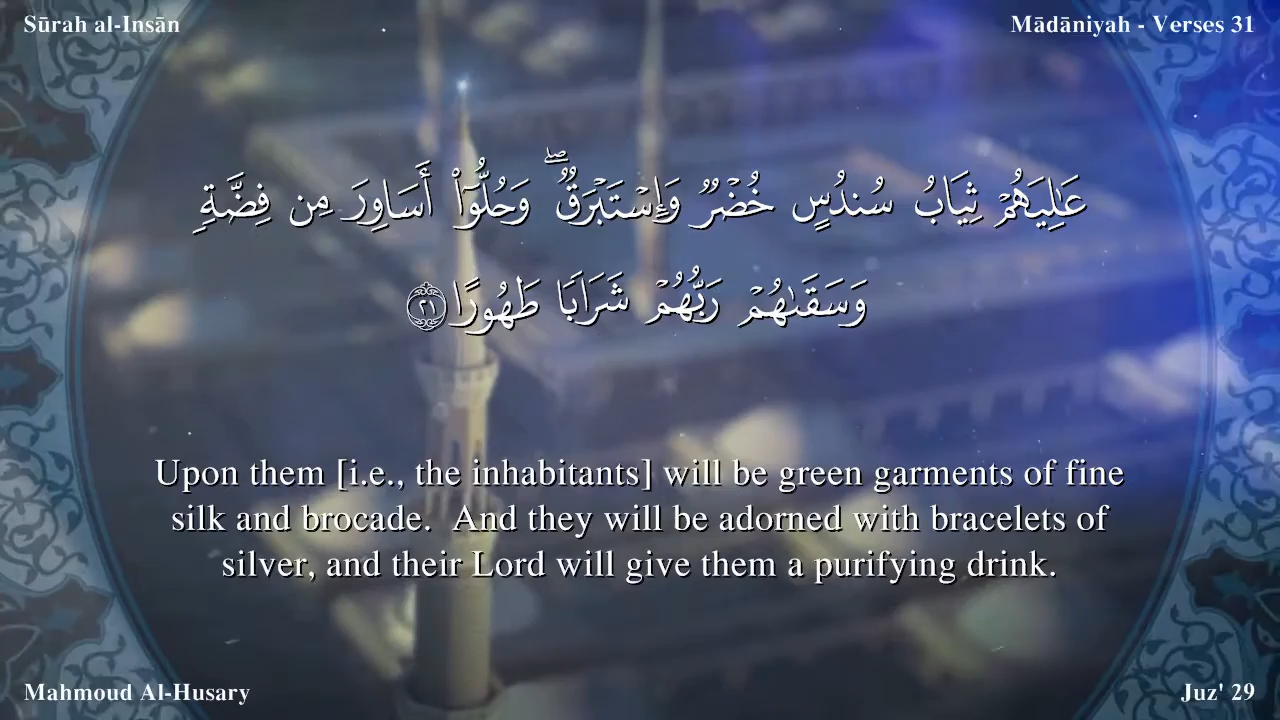 Sūrah al-Insān
Mādāniyah - Verses 31
عَٰلِيَهُمْ ثِيَابُ سُندُسٍ خُضْرٌ وَإِسْتَبْرَقٌ ۖ وَحُلُّوٓا۟ أَسَاوِرَ مِن فِضَّةٍ
وَسَقَىٰهُمْ رَبُّهُمْ شَرَابًا طَهُورًا ٢١
Upon them [i.e., the inhabitants] will be green garments of fine
silk and brocade.  And they will be adorned with bracelets of
silver, and their Lord will give them a purifying drink.
Mahmoud Al-Husary
Juz' 29